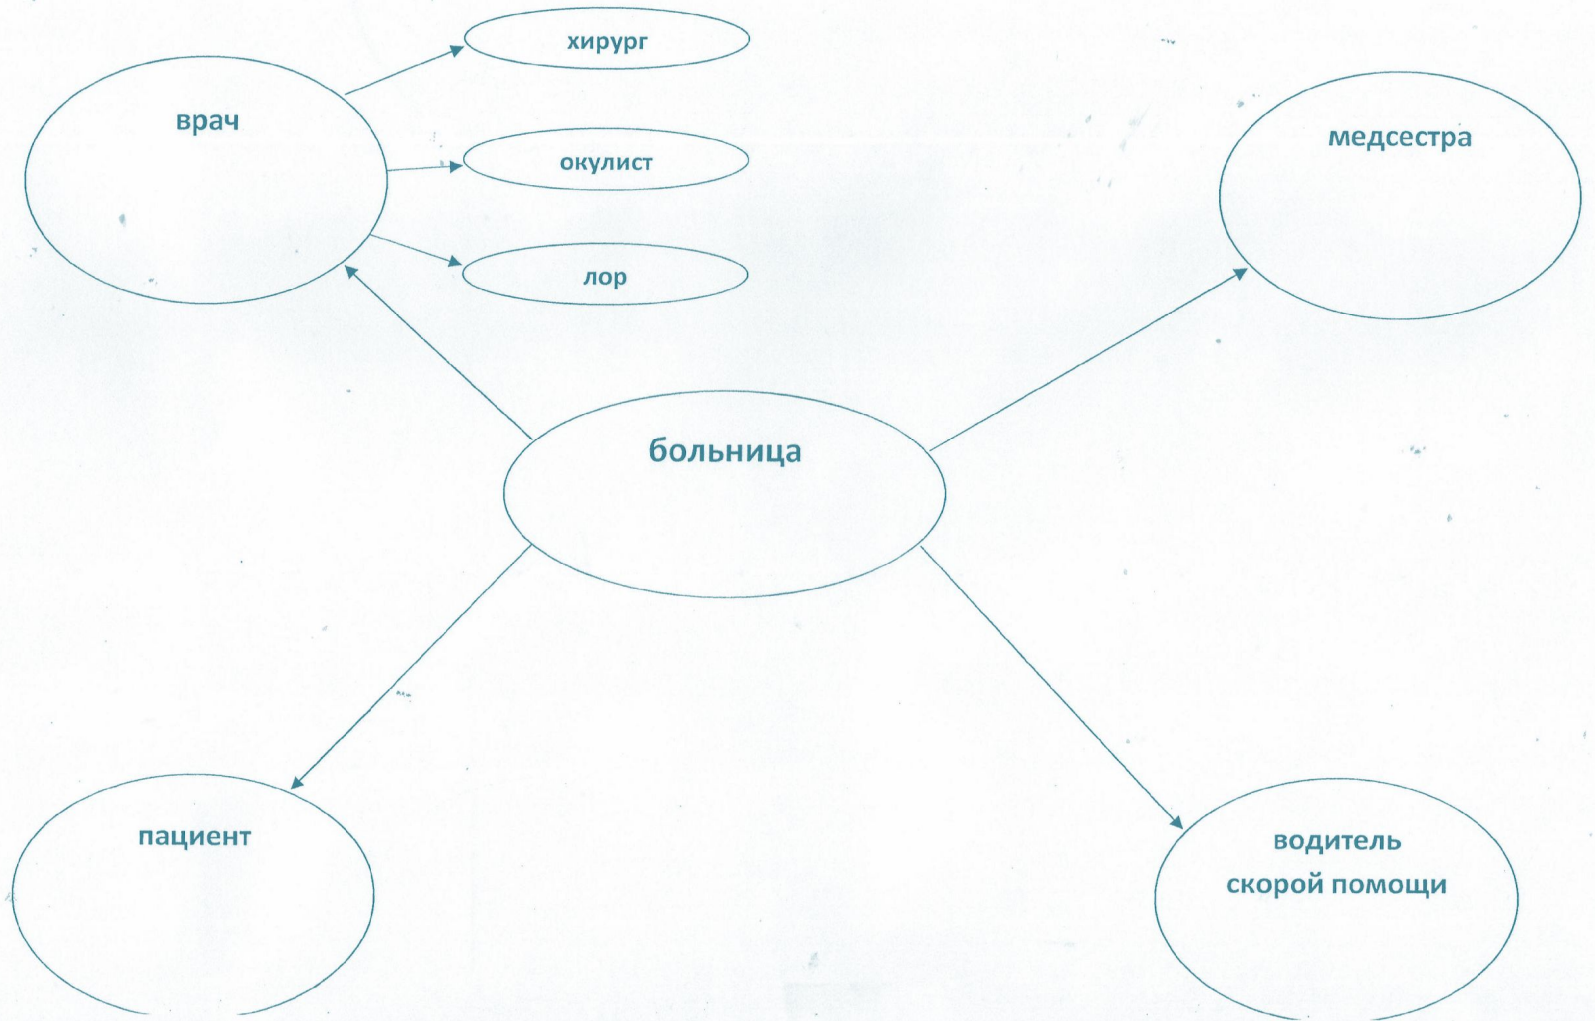 хирург
врач
окулист
лор
медсестра
больница
пациент
водитель
скорой помощи